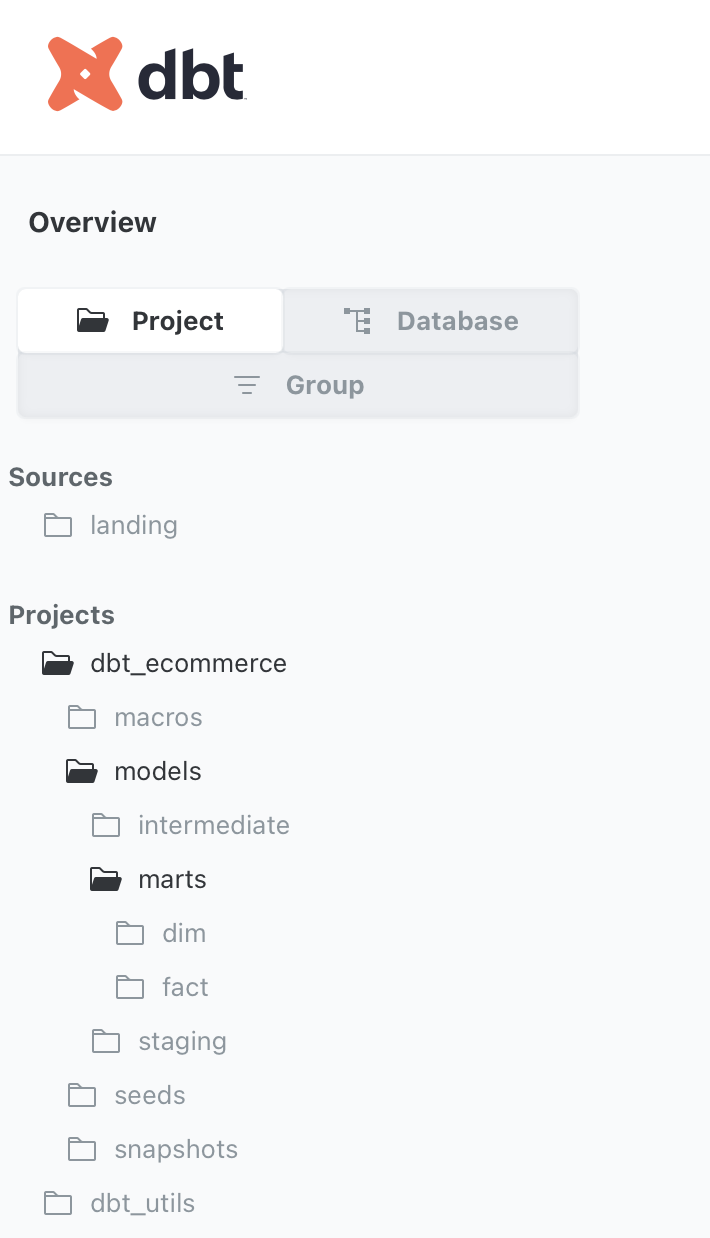 dbt
Overview
Project
Database
Group
Sources
landing
Projects
dbt_ecommerce
macros
models
intermediate
marts
dim
fact
staging
seeds
snapshots
dbt_utils